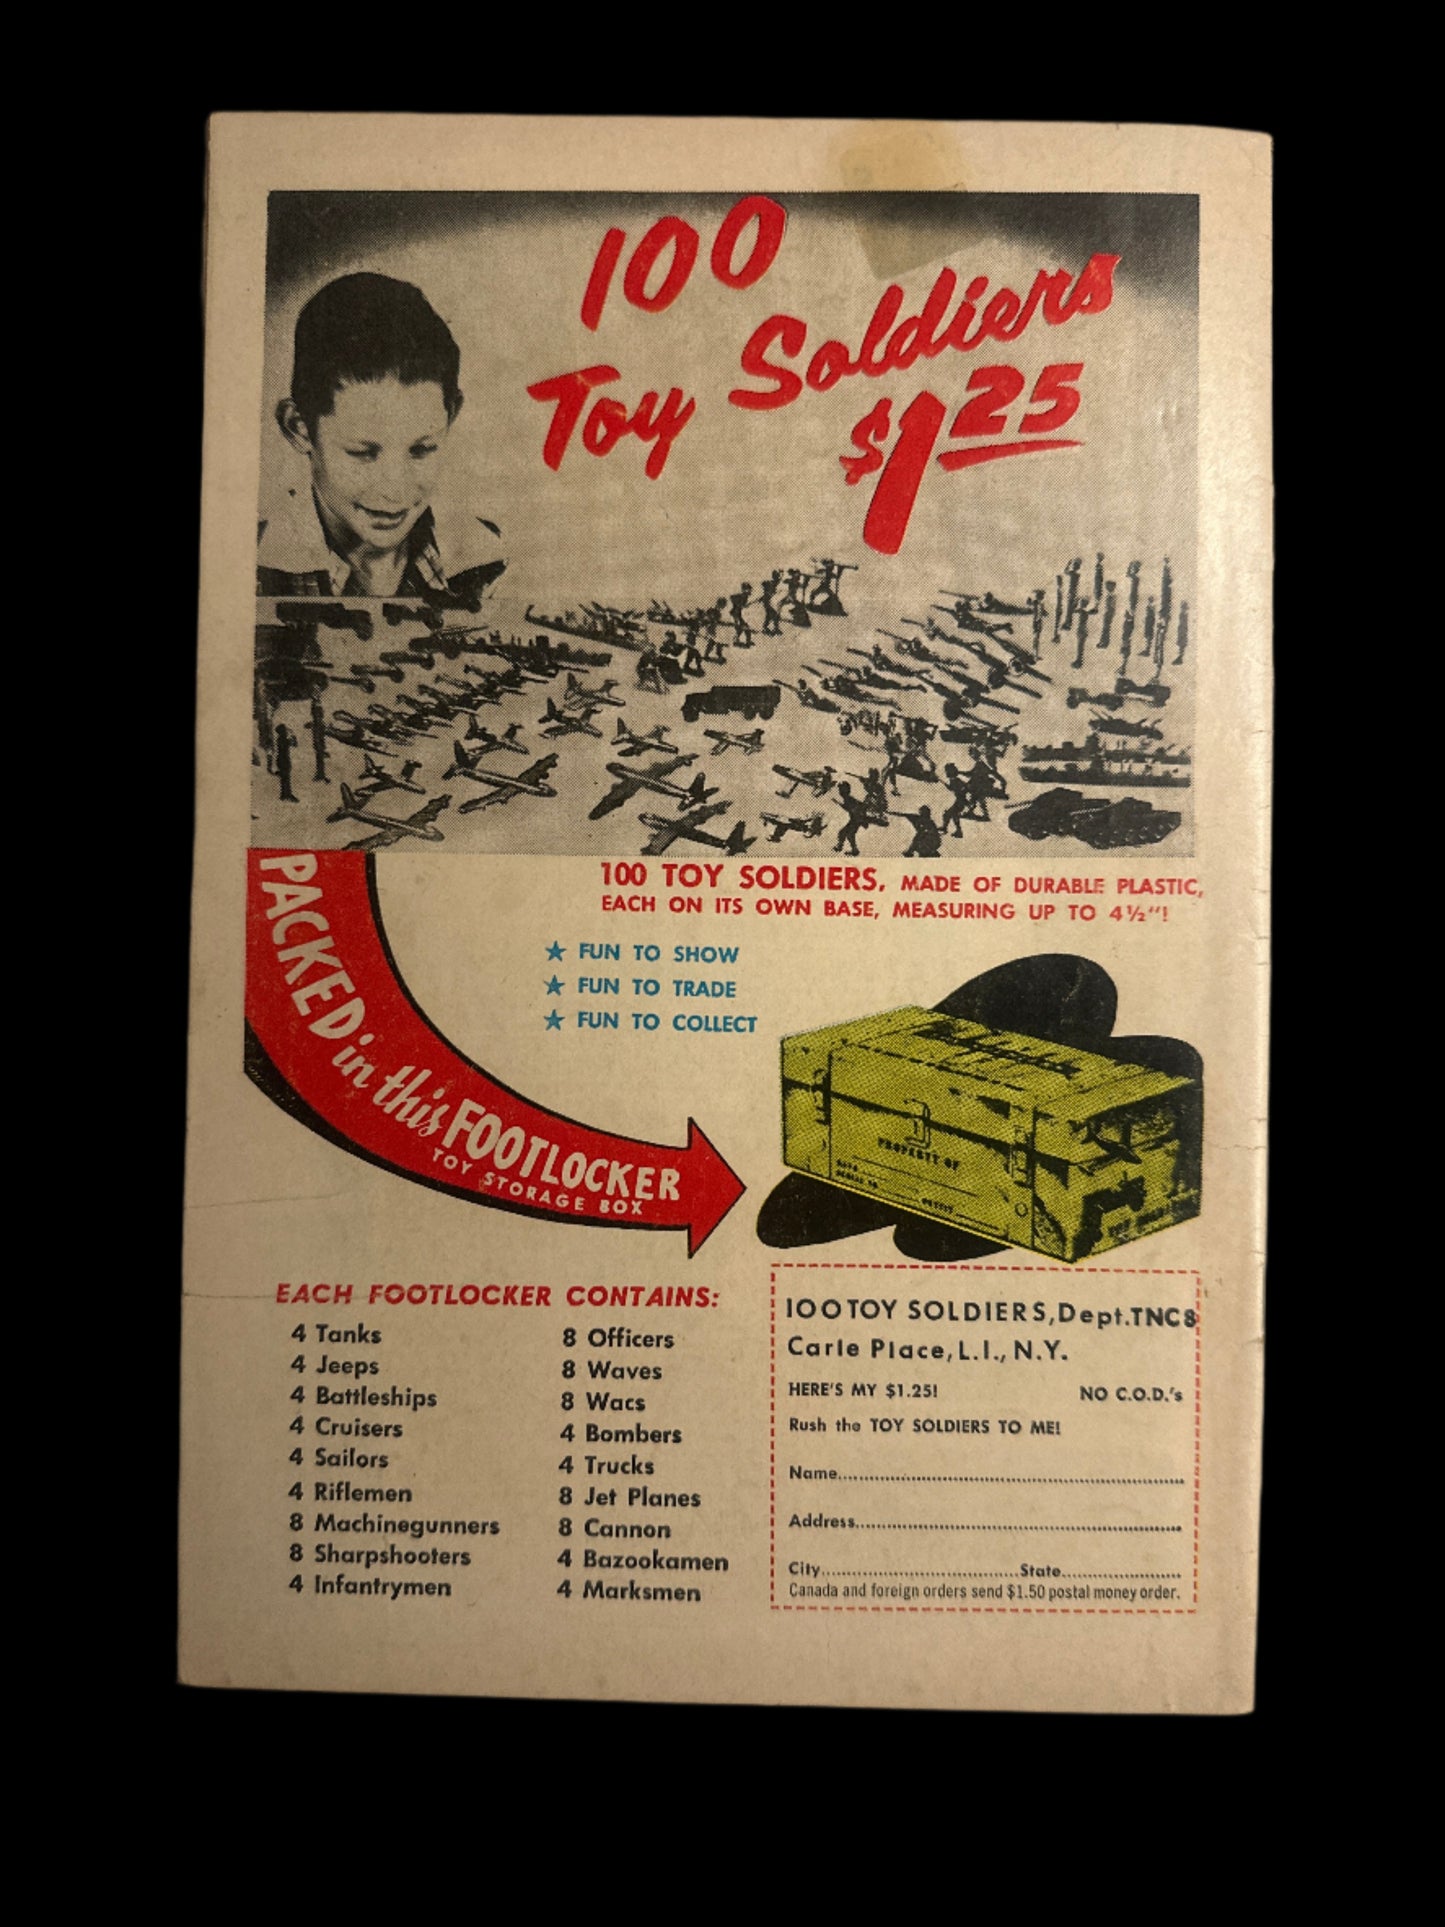 100
Toy Soldiers
$1.25
100 TOY SOLDIERS, MADE OF DURABLE PLASTIC,
EACH ON ITS OWN BASE, MEASURING UP TO 4½"!
★ FUN TO SHOW
★ FUN TO TRADE
★ FUN TO COLLECT
PACKED in this FOOTLOCKER
TOY STORAGE BOX
PROPERTY OF
EACH FOOTLOCKER CONTAINS:
4 Tanks
4 Jeeps
4 Battleships
4 Cruisers
4 Sailors
4 Riflemen
8 Machinegunners
8 Sharpshooters
4 Infantrymen
8 Officers
8 Waves
8 Wacs
4 Bombers
4 Trucks
8 Jet Planes
8 Cannon
4 Bazookamen
4 Marksmen
100 TOY SOLDIERS, Dept. TNC8
Carle Place, L.I., N.Y.
HERE'S MY $1.25! NO C.O.D.'s
Rush the TOY SOLDIERS TO ME!
Name
Address
City State
Canada and foreign orders send $1.50 postal money order.